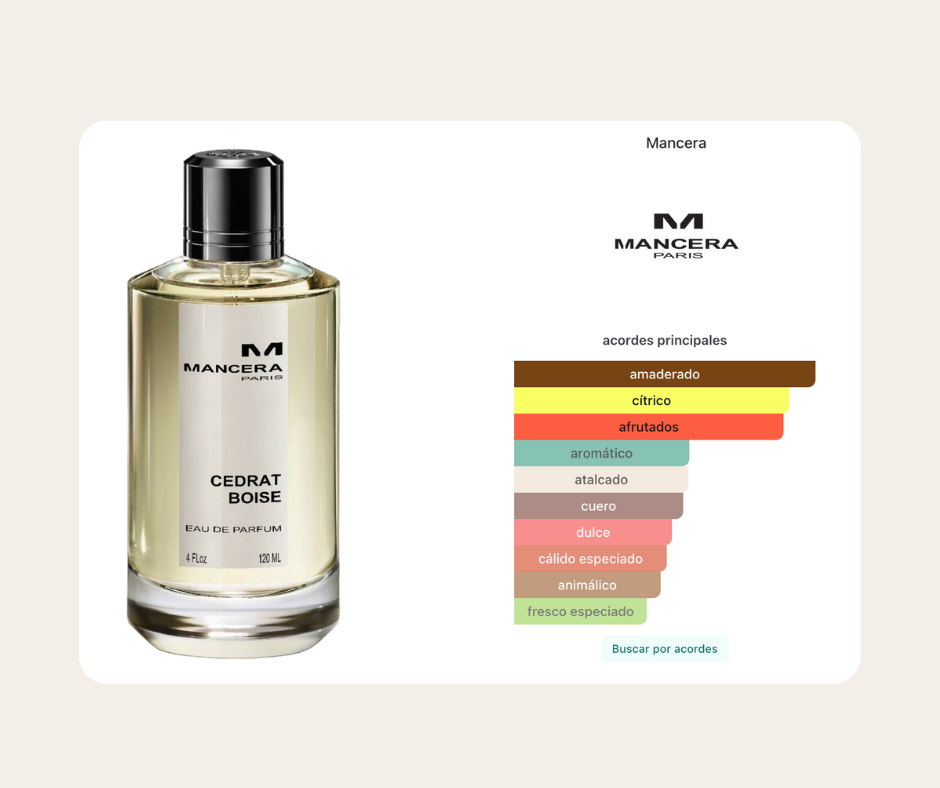 MANCERA
PARIS
CEDRAT
BOISE
EAU DE PARFUM
4 FLoz 120 ML
Mancera
MANCERA
PARIS
acordes principales
amaderado
cítrico
afrutados
aromático
atalcado
cuero
dulce
cálido especiado
animálico
fresco especiado
Buscar por acordes